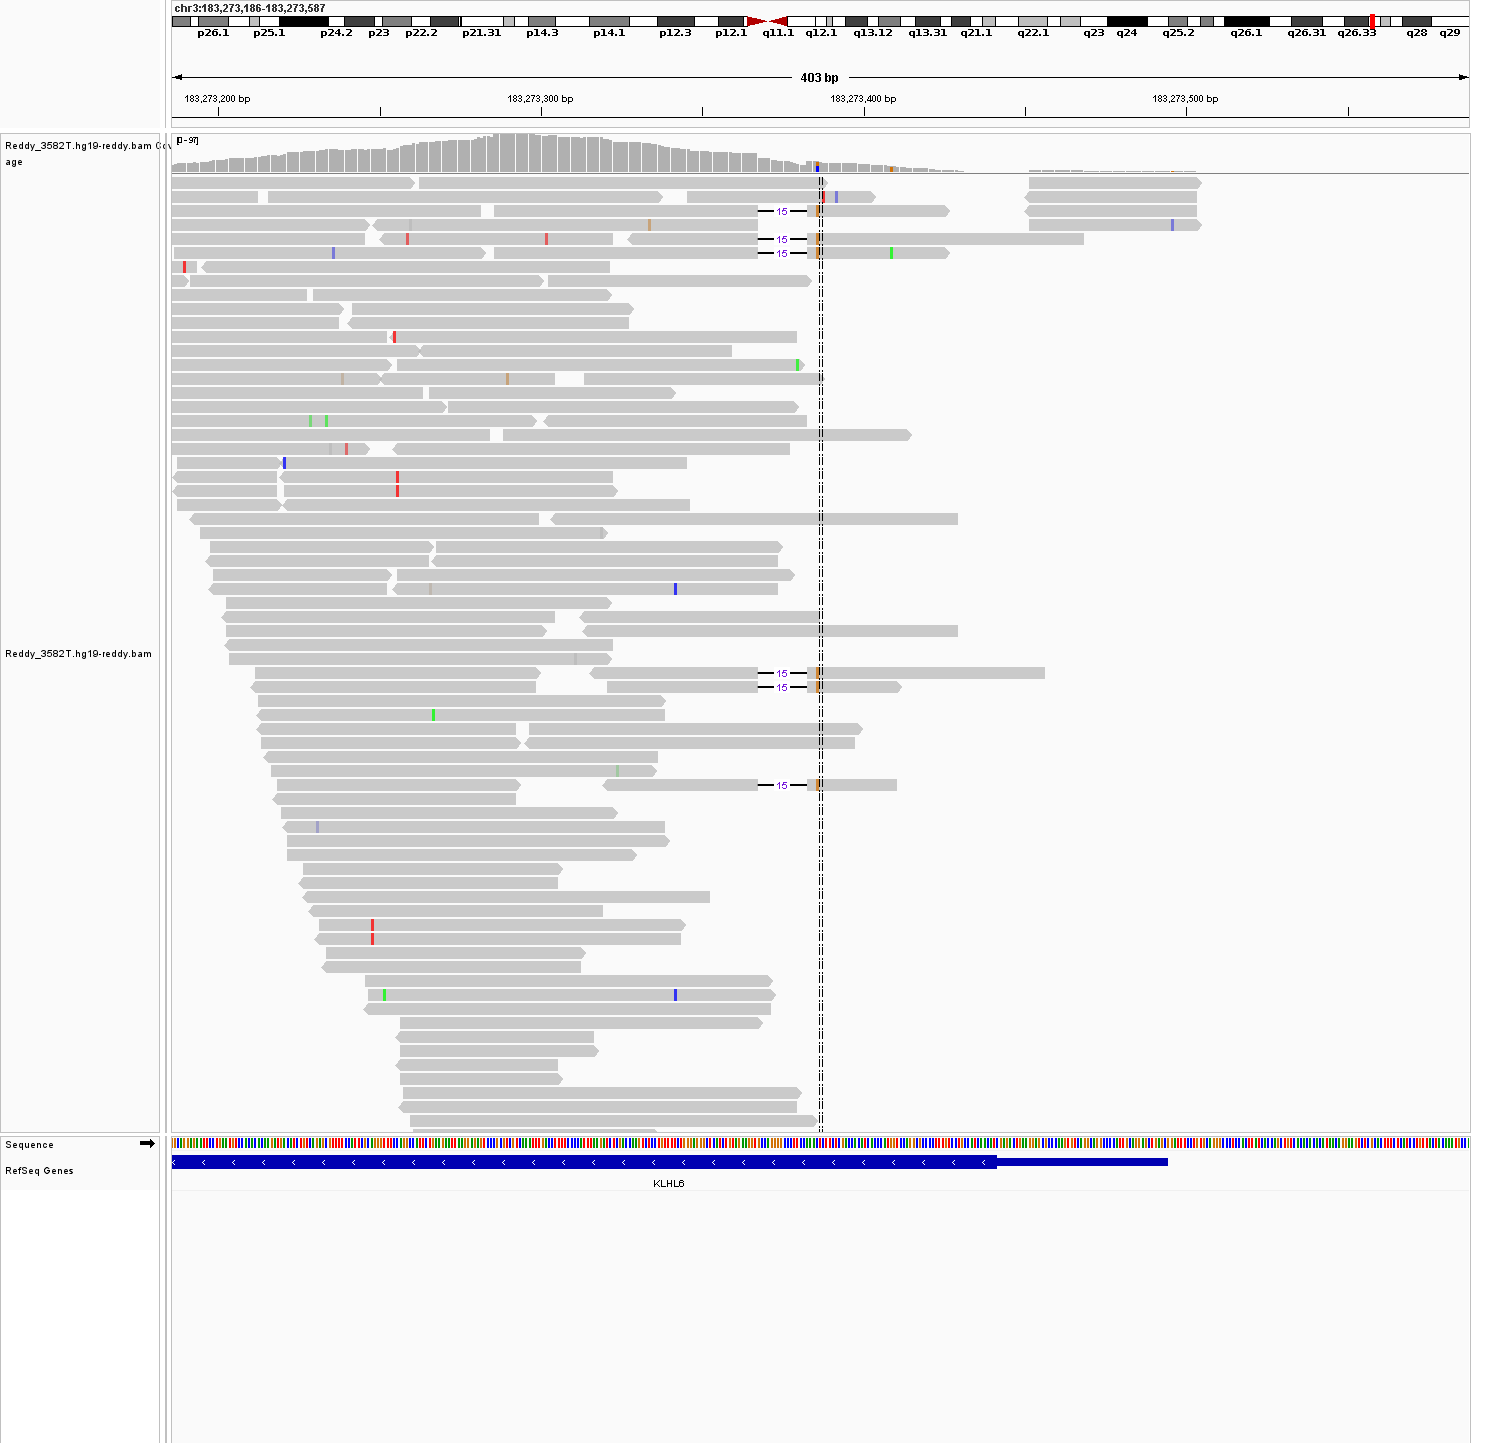 chr3:183,273,186-183,273,587
p26.1 p25.1 p24.2 p23 p22.2 p21.31 p14.3 p14.1 p12.3 p12.1 q11.1 q12.1 q13.12 q13.31 q21.1 q22.1 q23 q24 q25.2 q26.1 q26.31 q26.33 q28 q29
403 bp
183,273,200 bp 183,273,300 bp 183,273,400 bp 183,273,500 bp
Reddy_3582T.hg19-reddy.bam Cov
age
[0 - 97]
15
15
15
Reddy_3582T.hg19-reddy.bam
15
15
15
Sequence
RefSeq Genes
KLHL6